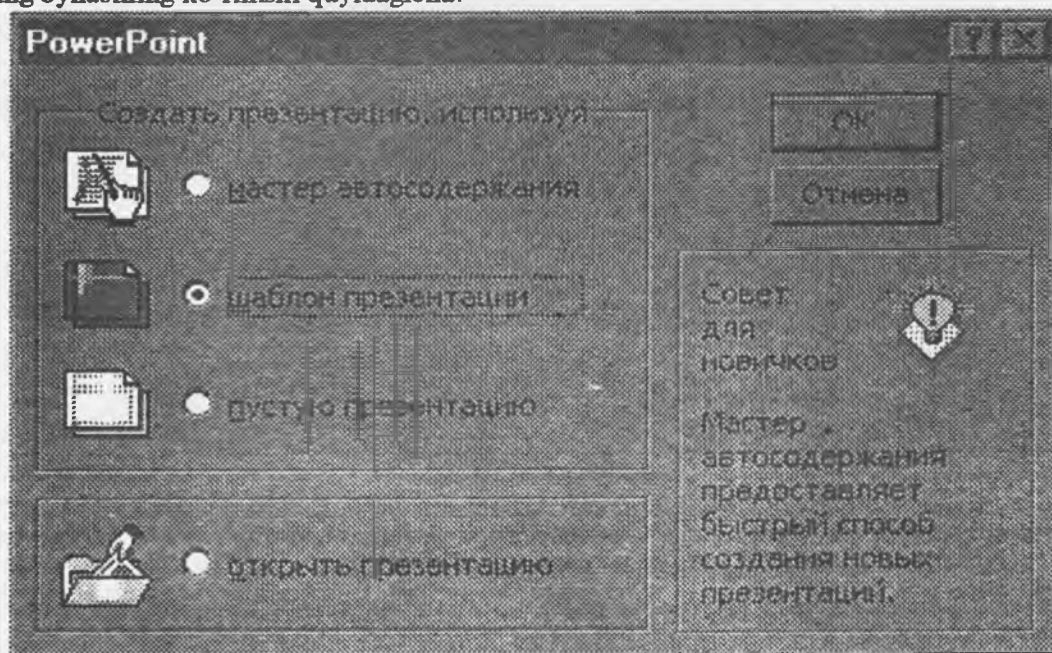 PowerPoint
Создать презентацию, используя
мастер автосодержания
шаблон презентации
пустую презентацию
открыть презентацию
OK
Отмена
Совет
для
новичков
Мастер
автосодержания
предоставляет
быстрый способ
создания новых
презентаций.